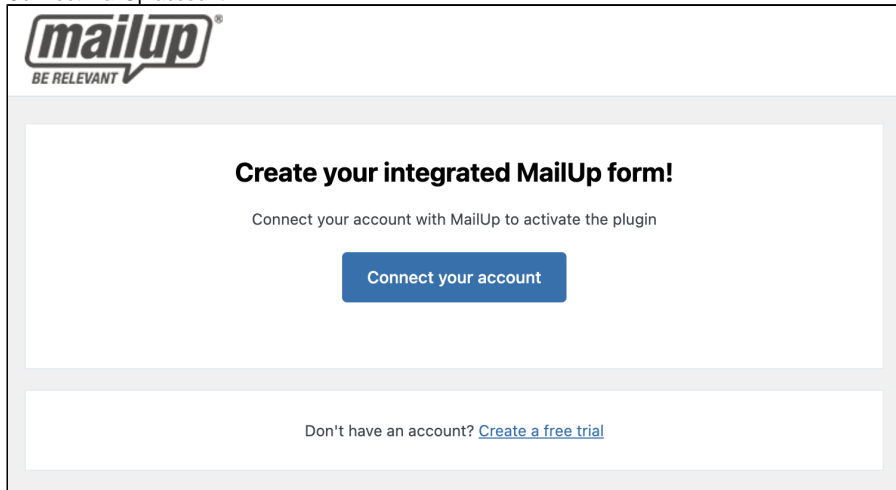 mailup®
BE RELEVANT
Create your integrated MailUp form!
Connect your account with MailUp to activate the plugin
Connect your account
Don't have an account? Create a free trial